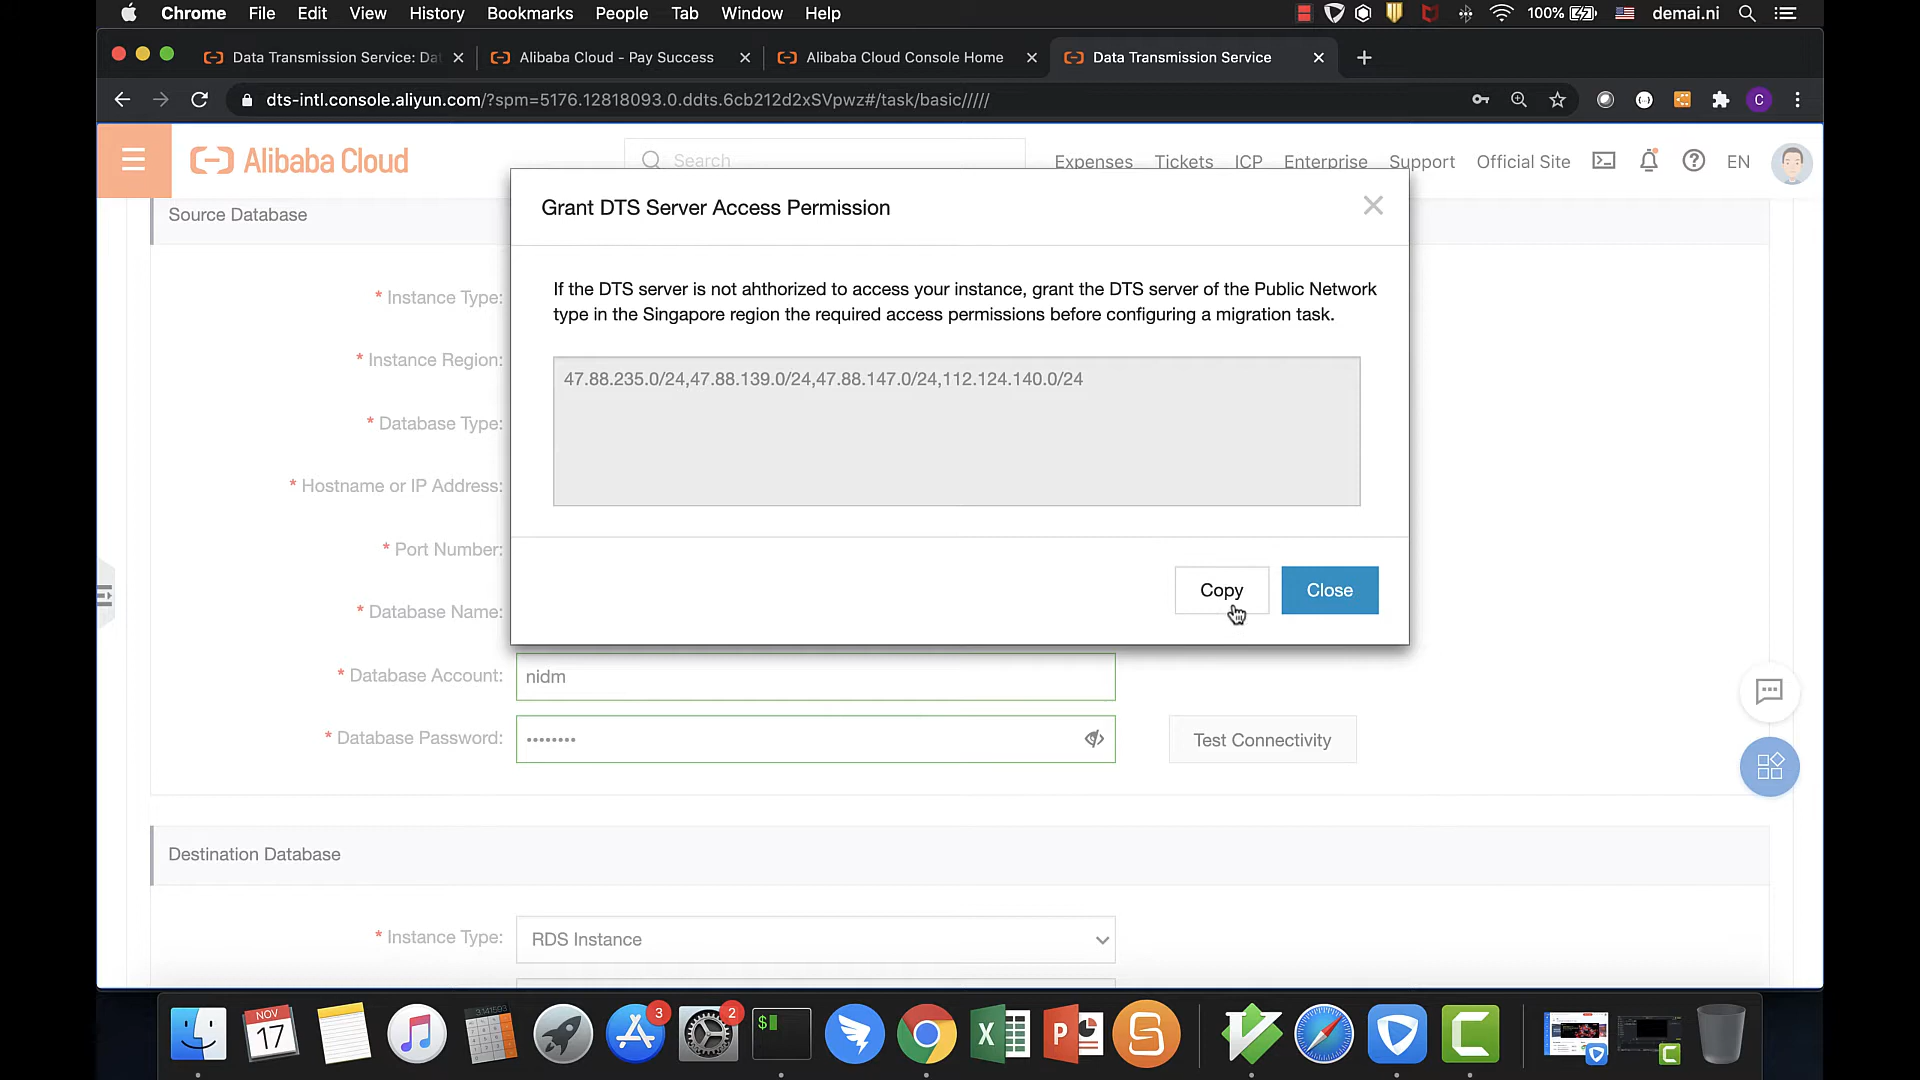 Chrome File Edit View History Bookmarks People Tab Window Help 100% demai.ni
Data Transmission Service: Dat Alibaba Cloud - Pay Success Alibaba Cloud Console Home Data Transmission Service
dts-intl.console.aliyun.com/?spm=5176.12818093.0.ddts.6cb212d2xSVpwz#/task/basic/////
C
Alibaba Cloud Search Expenses Tickets ICP Enterprise Support Official Site EN
Source Database
Grant DTS Server Access Permission
If the DTS server is not ahthorized to access your instance, grant the DTS server of the Public Network
type in the Singapore region the required access permissions before configuring a migration task.
47.88.235.0/24,47.88.139.0/24,47.88.147.0/24,112.124.140.0/24
Copy Close
* Instance Type:
* Instance Region:
* Database Type:
* Hostname or IP Address:
* Port Number:
* Database Name:
* Database Account: nidm
* Database Password: •••••••• Test Connectivity
Destination Database
* Instance Type: RDS Instance
NOV
17
3
2
$